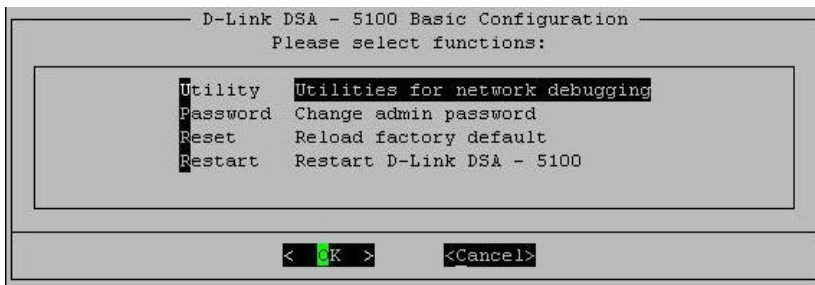 D-Link DSA - 5100 Basic Configuration
Please select functions:
Utility Utilities for network debugging
Password Change admin password
Reset Reload factory default
Restart Restart D-Link DSA - 5100
< OK > <Cancel>